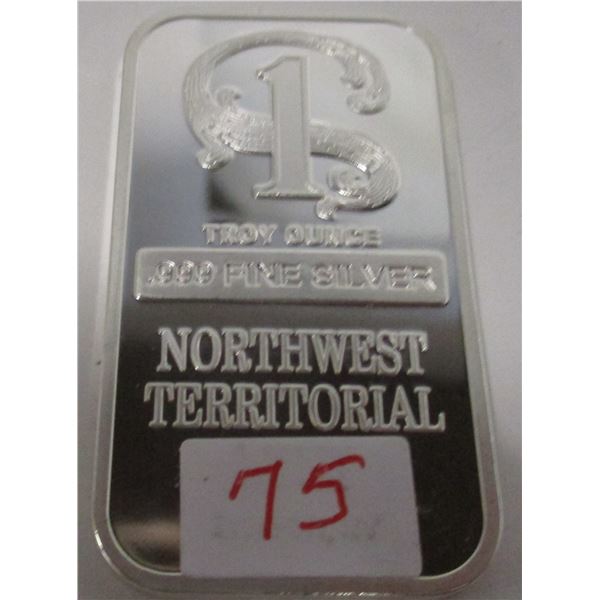 1
TROY OUNCE
.999 FINE SILVER
NORTHWEST
TERRITORIAL
75